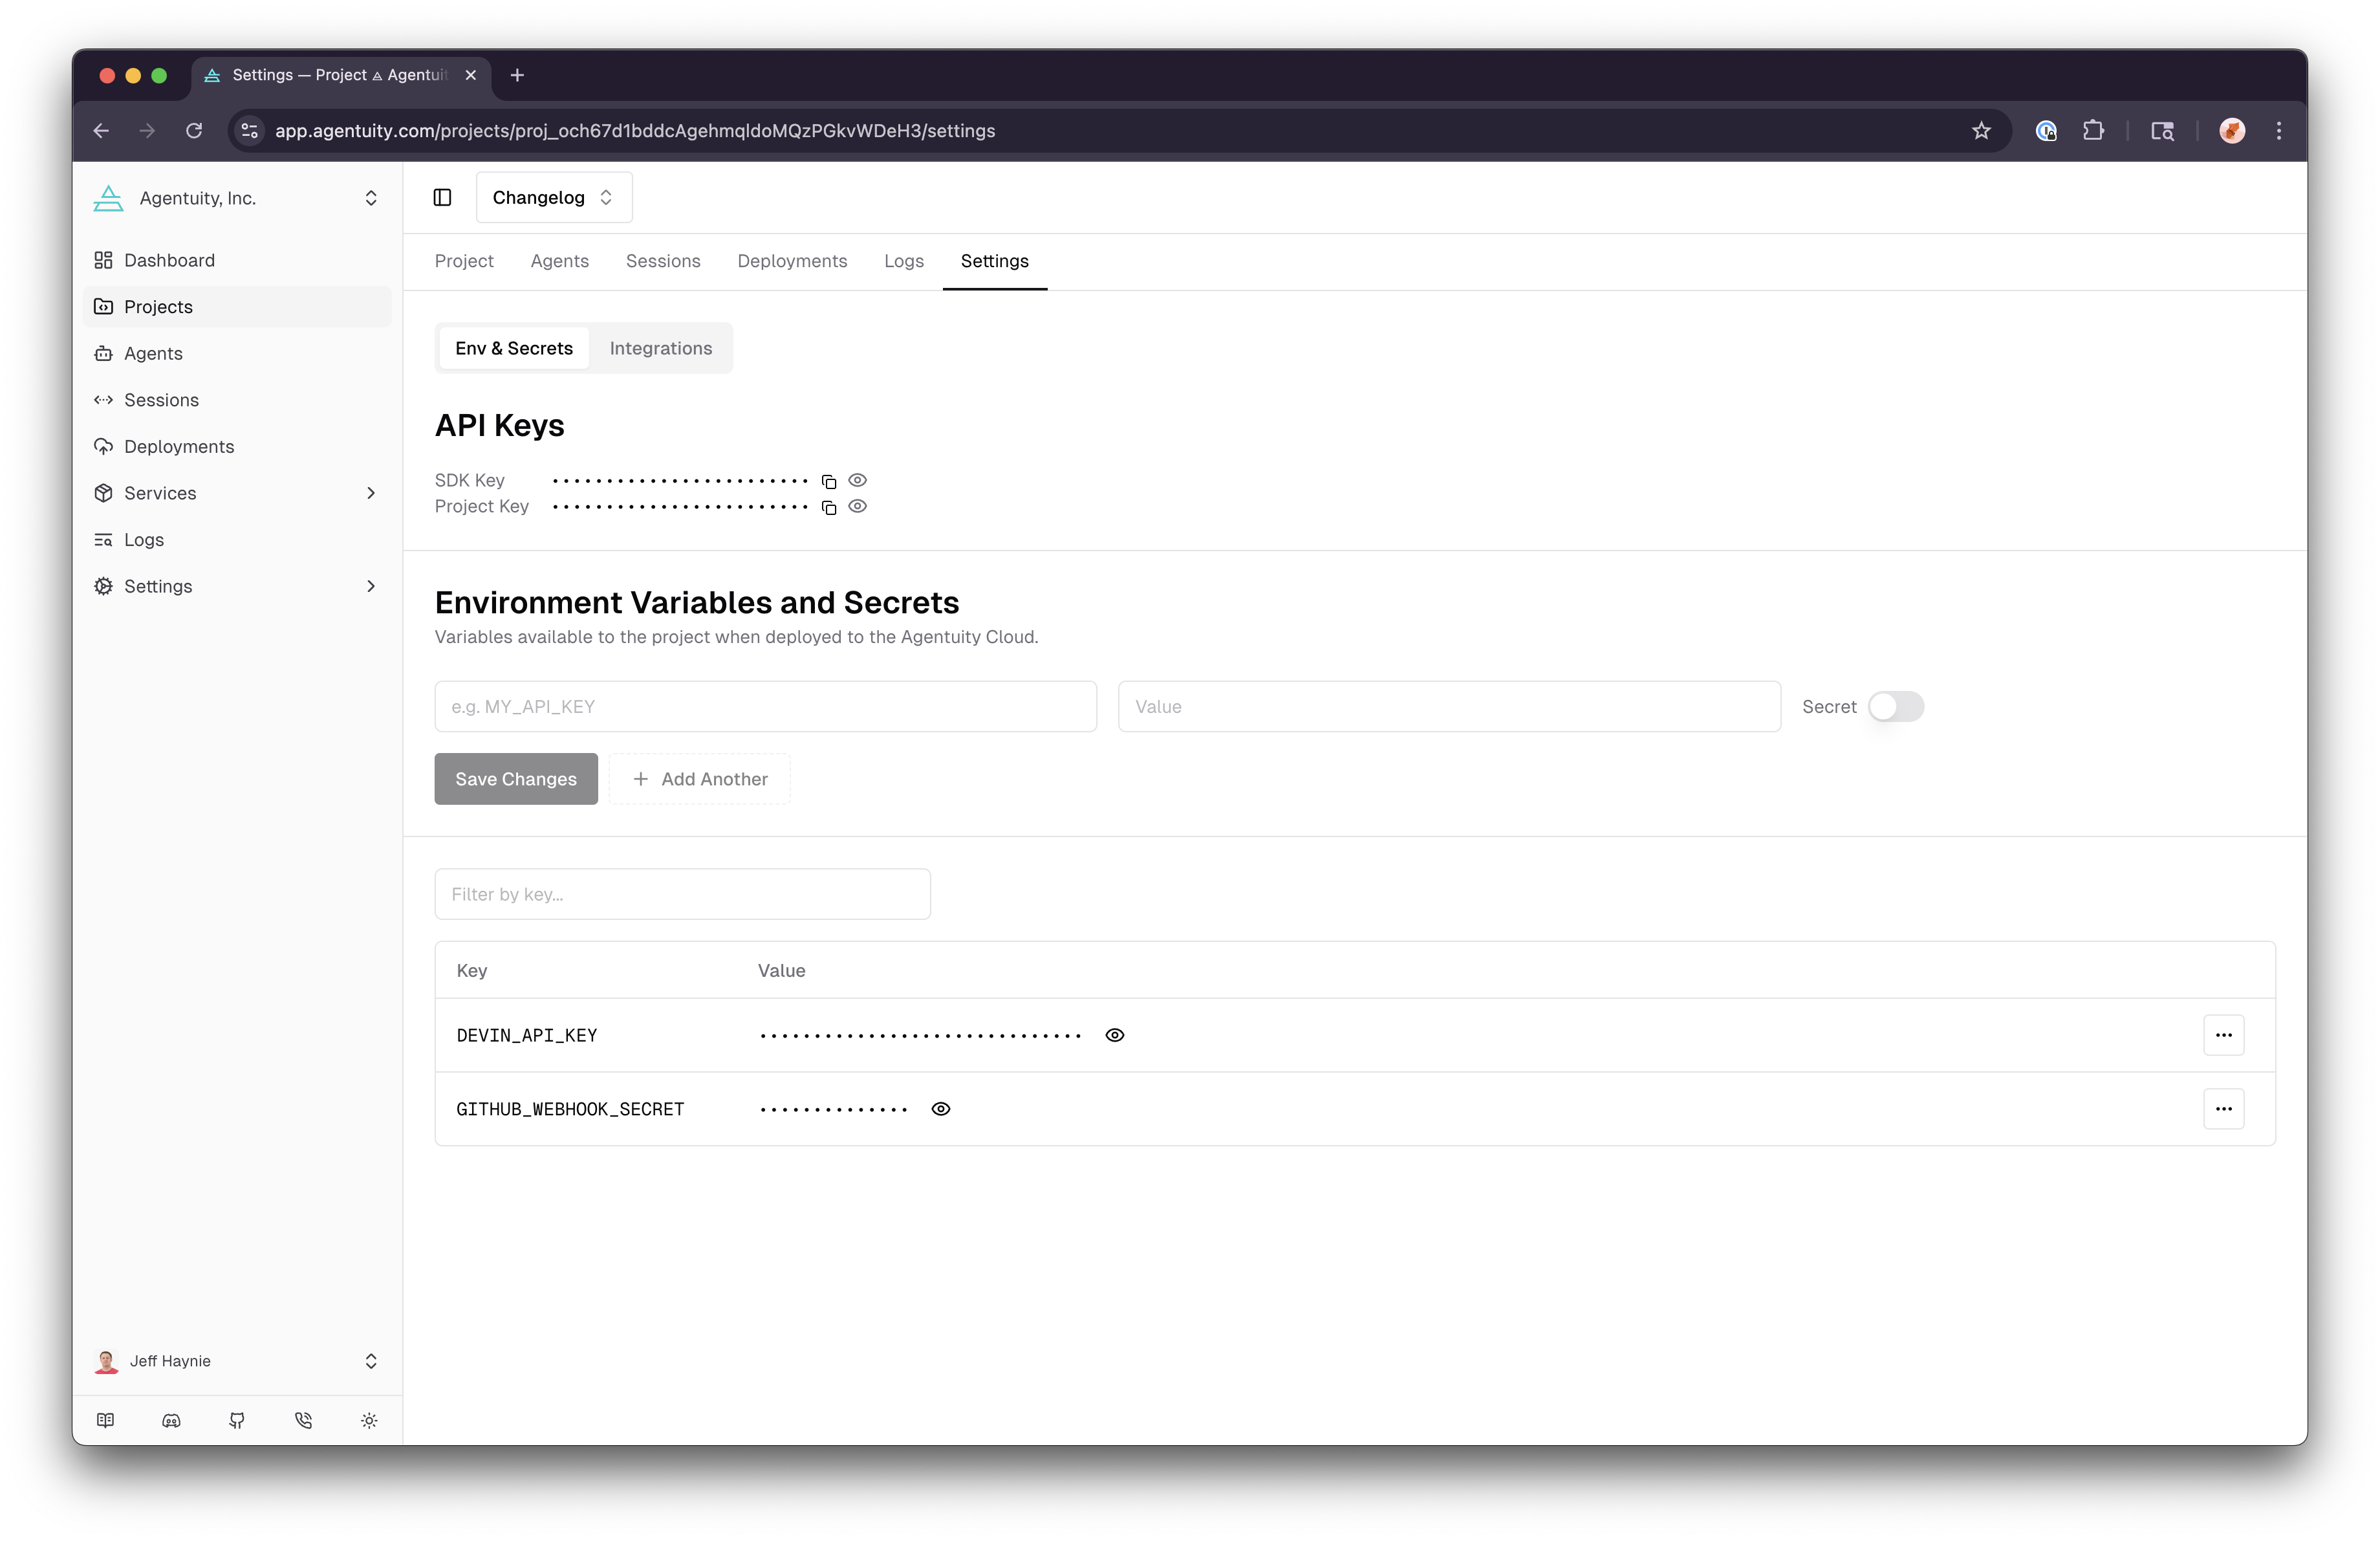 Settings — Project ⟁ Agentuit
app.agentuity.com/projects/proj_och67d1bddcAgehmqldoMQzPGkvWDeH3/settings
Agentuity, Inc.
Changelog
Dashboard
Projects
Agents
Sessions
Deployments
Services
Logs
Settings
Project Agents Sessions Deployments Logs Settings
Env & Secrets Integrations
API Keys
SDK Key ························
Project Key ························
Environment Variables and Secrets
Variables available to the project when deployed to the Agentuity Cloud.
e.g. MY_API_KEY Value Secret
Save Changes + Add Another
Filter by key...
Key Value
DEVIN_API_KEY ······························
GITHUB_WEBHOOK_SECRET ··············
Jeff Haynie